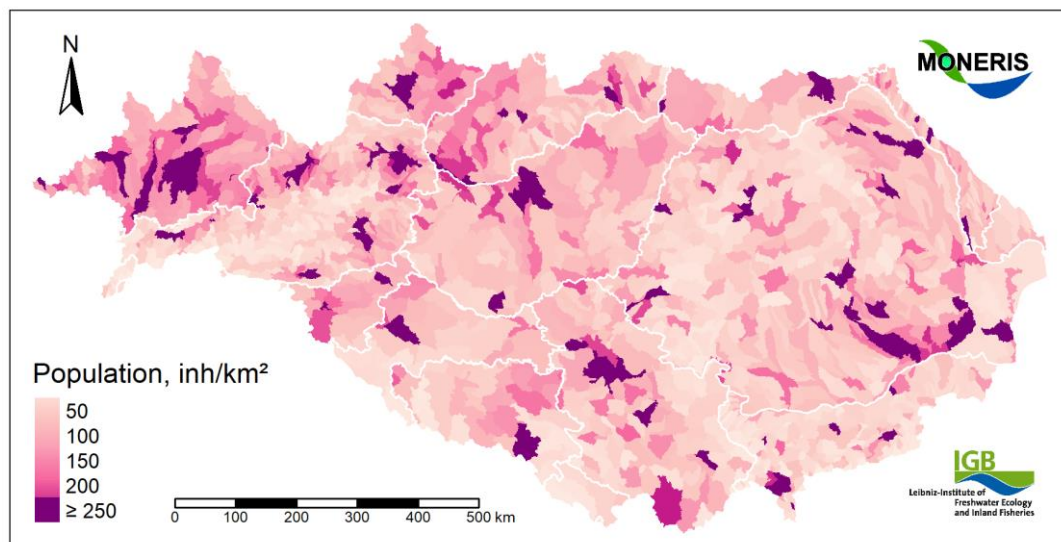 N
MONERIS
Population, inh/km²
50
100
150
200
≥ 250
0 100 200 300 400 500 km
IGB
Leibniz-Institute of
Freshwater Ecology
and Inland Fisheries